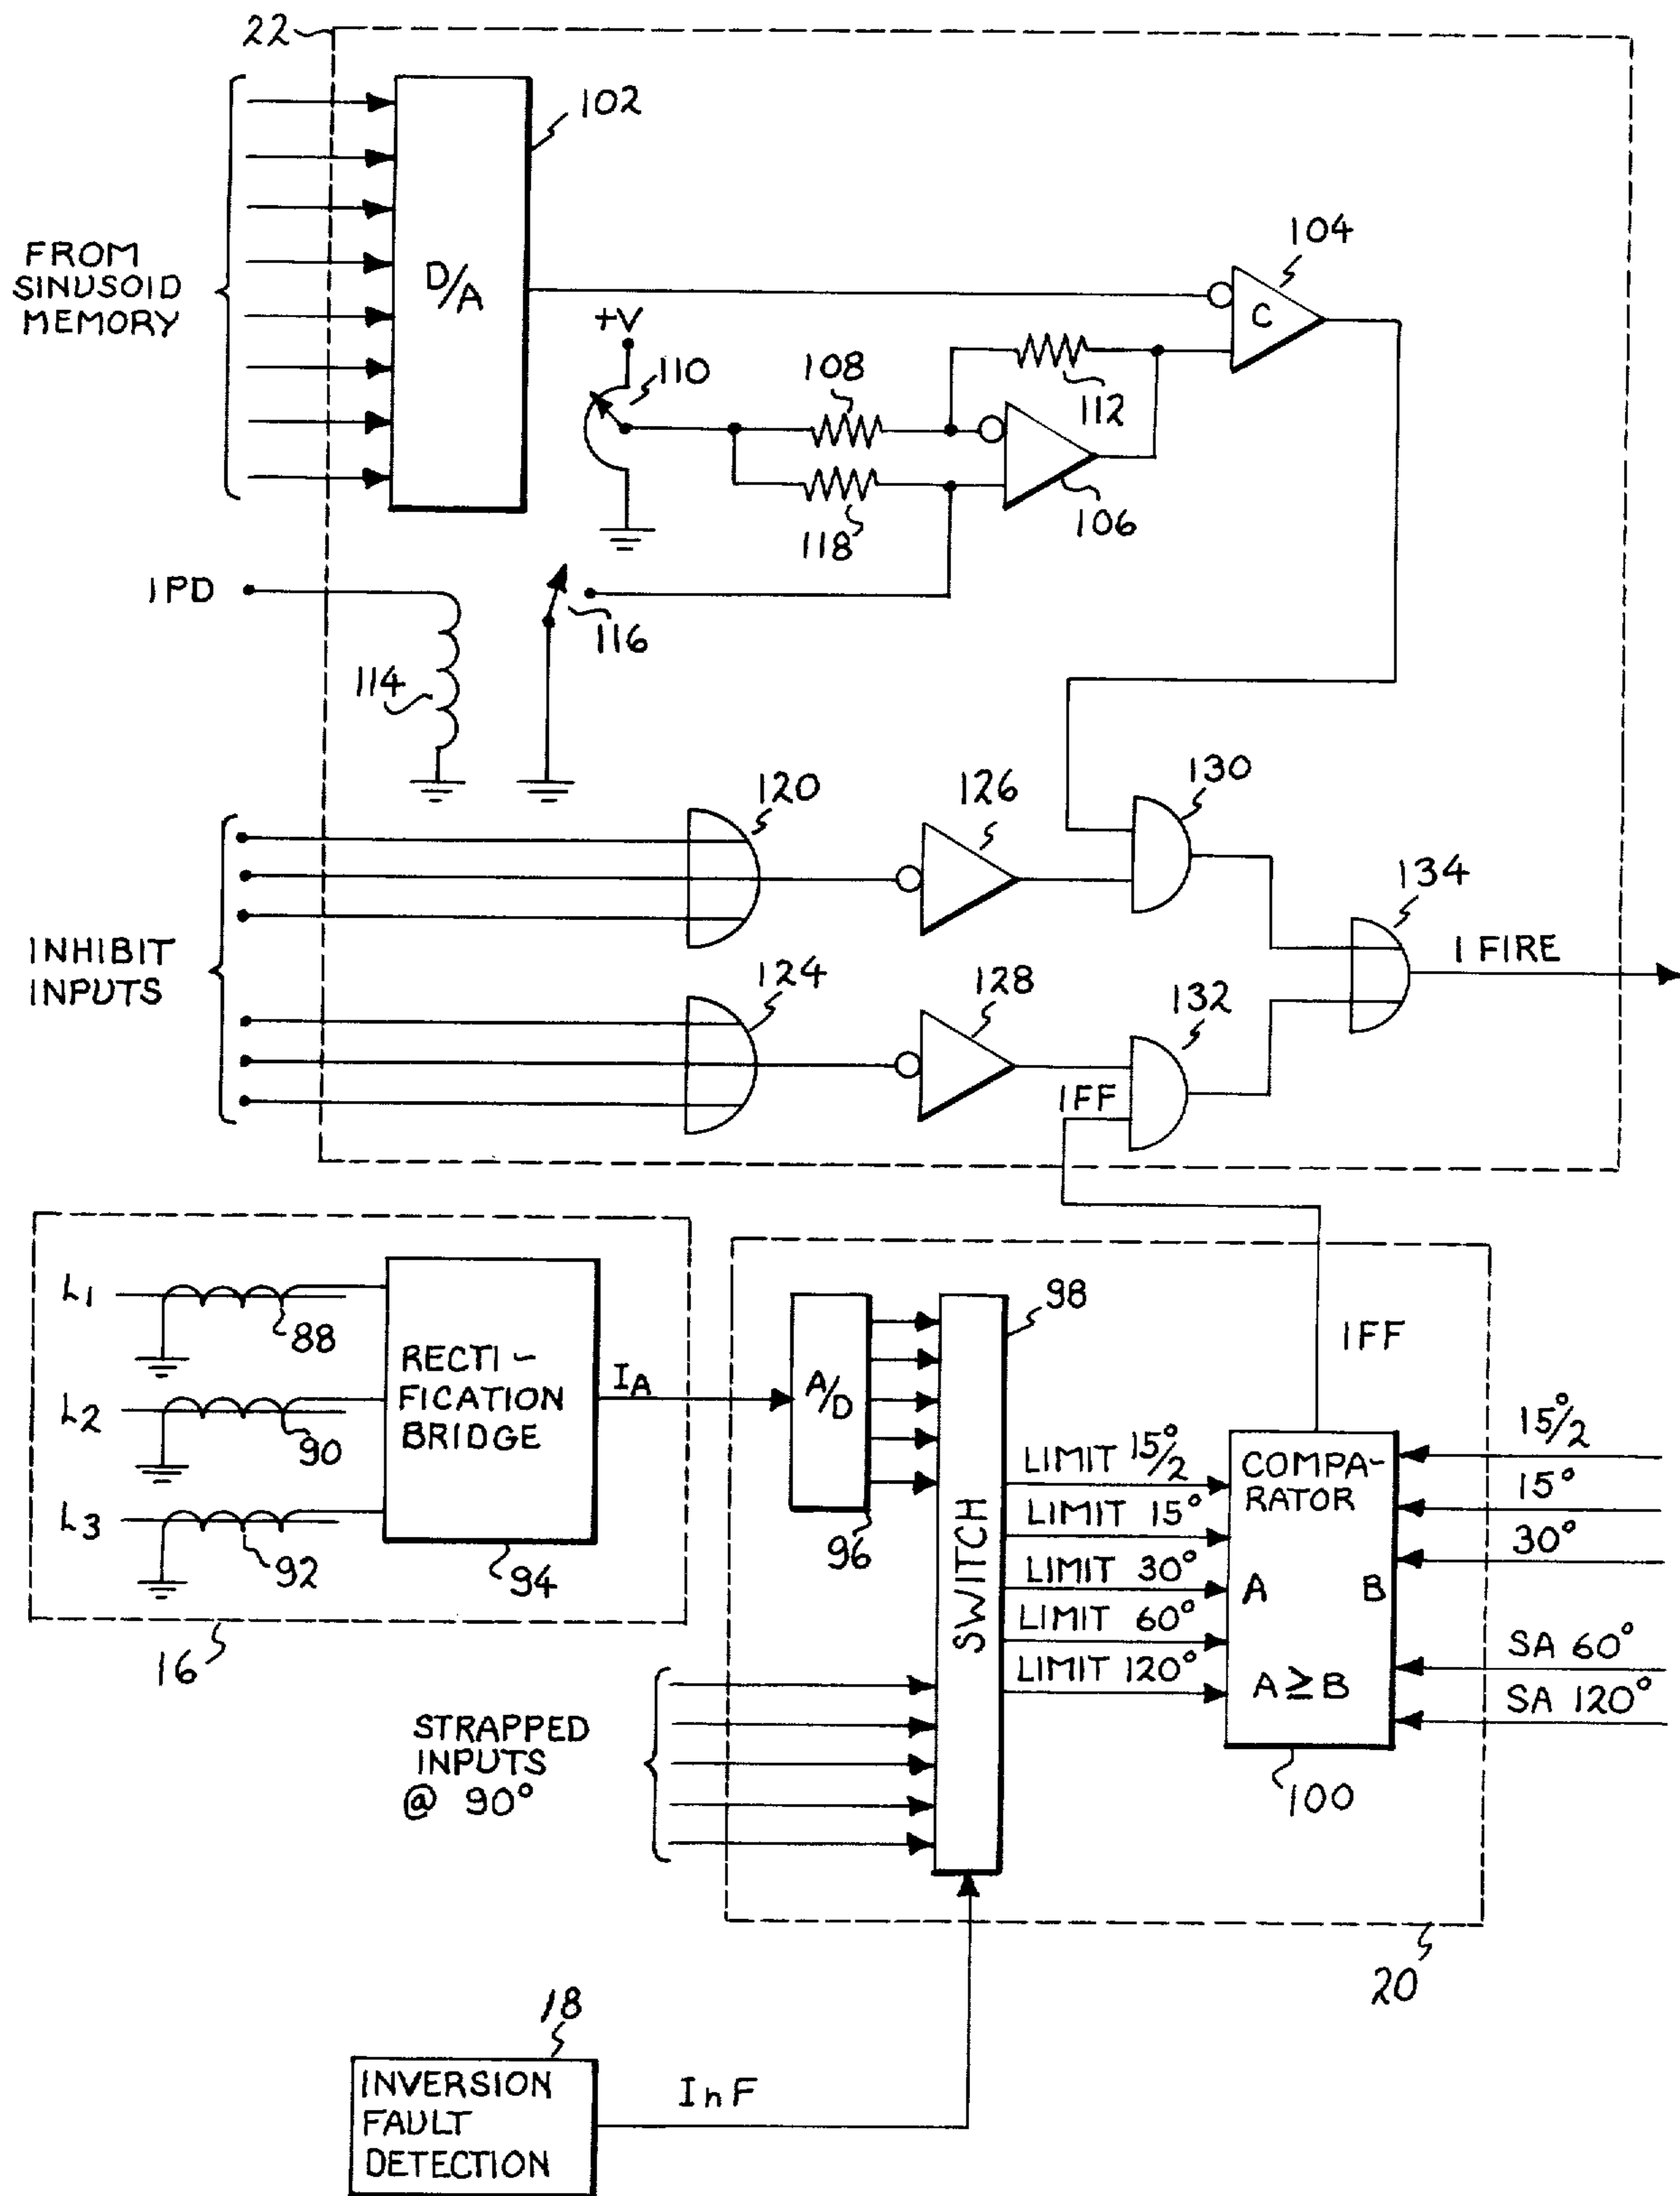 22
102
FROM
SINUSOID
MEMORY
D/A
104
C
+V
110
108
112
118
106
IPD
116
114
120
126
130
134
INHIBIT
INPUTS
I FIRE
124
128
132
IFF
L1
88
L2
90
L3
92
RECTI-
FICATION
BRIDGE
94
IA
16
A/D
96
98
SWITCH
IFF
LIMIT 15°/2
LIMIT 15°
LIMIT 30°
LIMIT 60°
LIMIT 120°
COMPA-
RATOR
A
B
A≥B
100
15°/2
15°
30°
SA 60°
SA 120°
STRAPPED
INPUTS
@ 90°
20
18
INVERSION
FAULT
DETECTION
InF